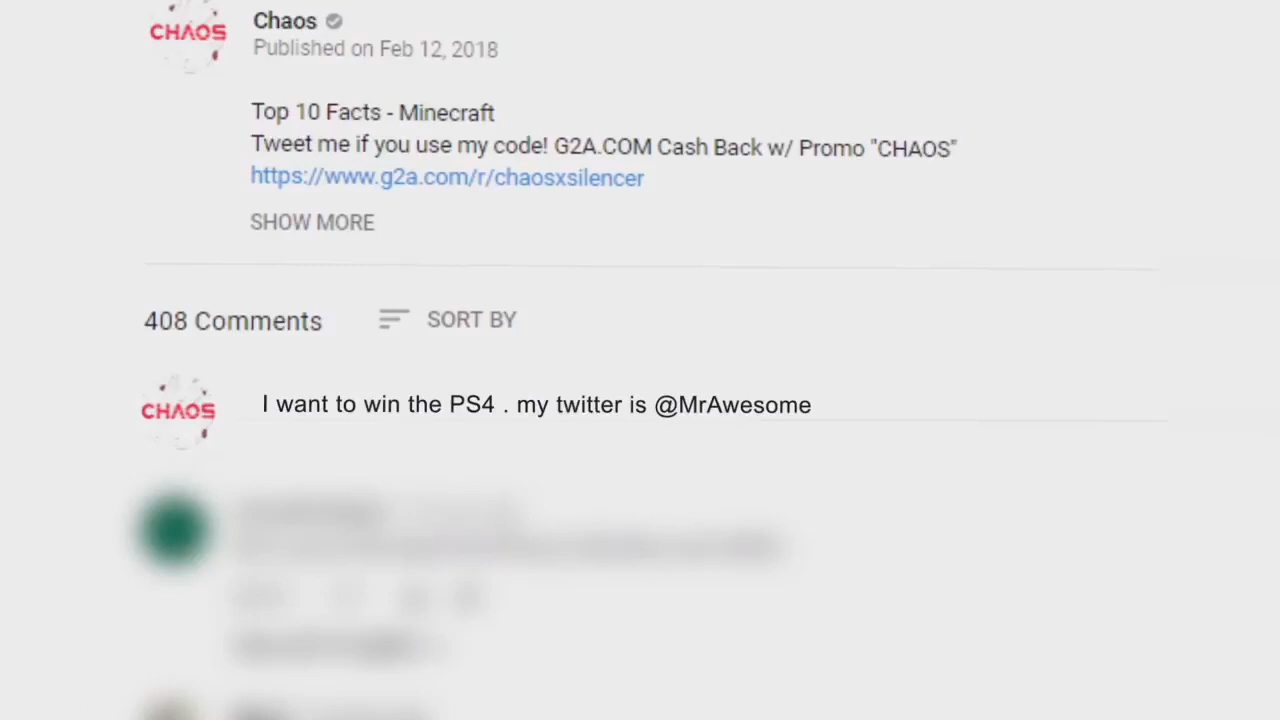 CHAOS
Chaos
Published on Feb 12, 2018
Top 10 Facts - Minecraft
Tweet me if you use my code! G2A.COM Cash Back w/ Promo "CHAOS"
https://www.g2a.com/r/chaosxsilencer
SHOW MORE
408 Comments SORT BY
CHAOS
I want to win the PS4 . my twitter is @MrAwesome